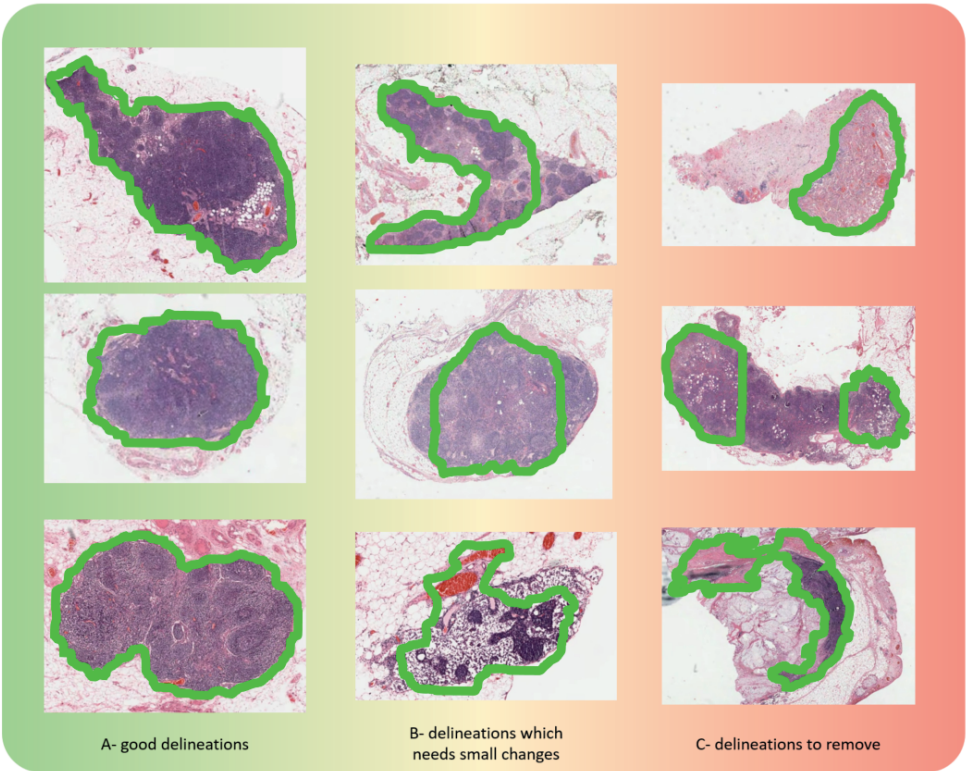 A- good delineations
B- delineations which
needs small changes
C- delineations to remove